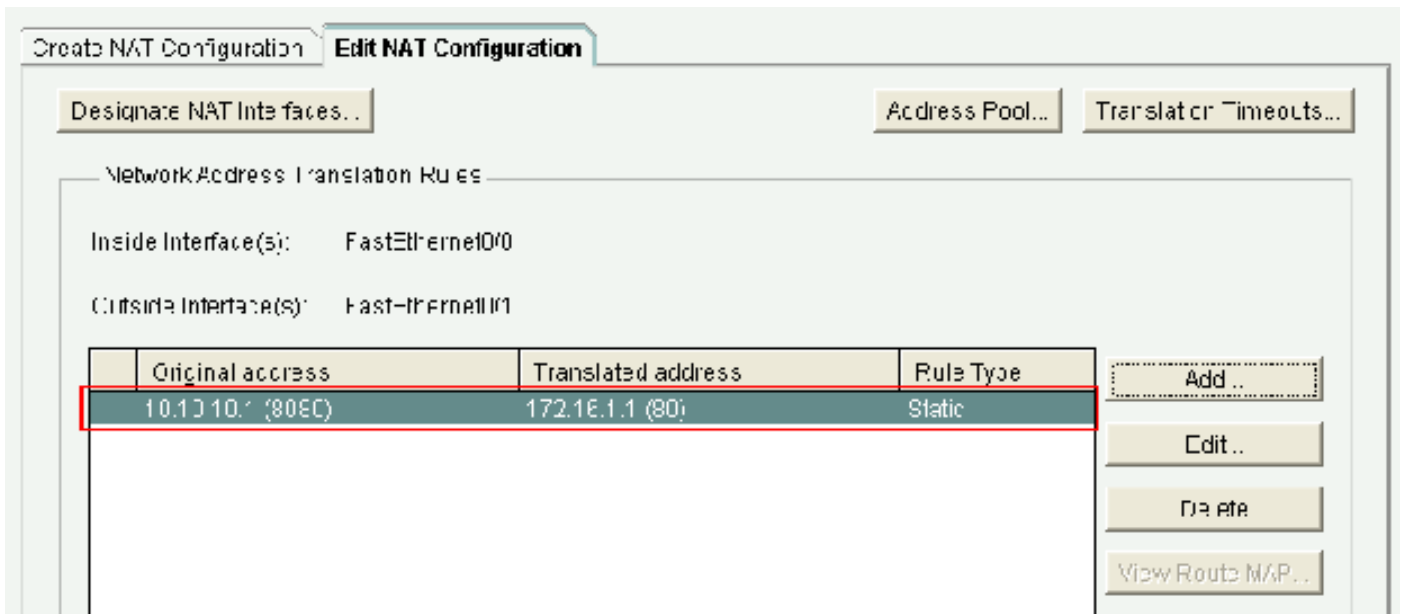 Create NAT Configuration Edit NAT Configuration
Designate NAT Interfaces... Address Pool... Translation Timeouts...
Network Address Translation Rules
Inside Interface(s): FastEthernet0/0
Outside Interface(s): FastEthernet0/1
Original address Translated address Rule Type Add...
10.10.10.1 (8080) 172.16.1.1 (80) Static
Edit...
Delete
View Route MAP...